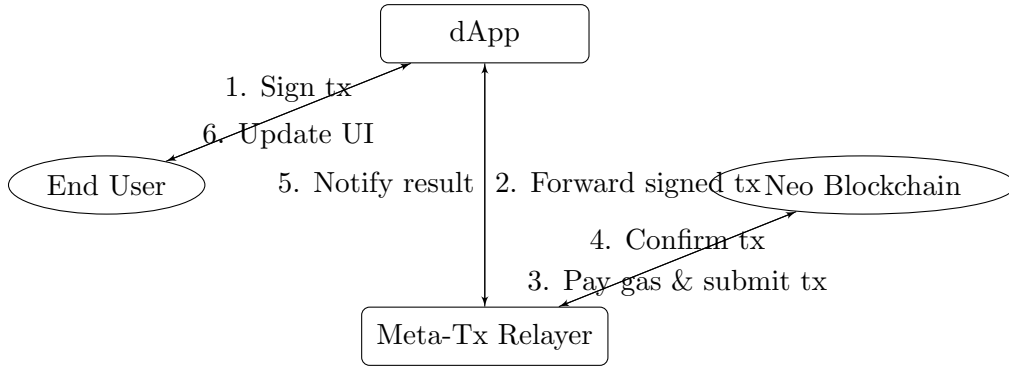 dApp
1. Sign tx
6. Update UI
End User
5. Notify result
2. Forward signed tx
Neo Blockchain
4. Confirm tx
3. Pay gas & submit tx
Meta-Tx Relayer